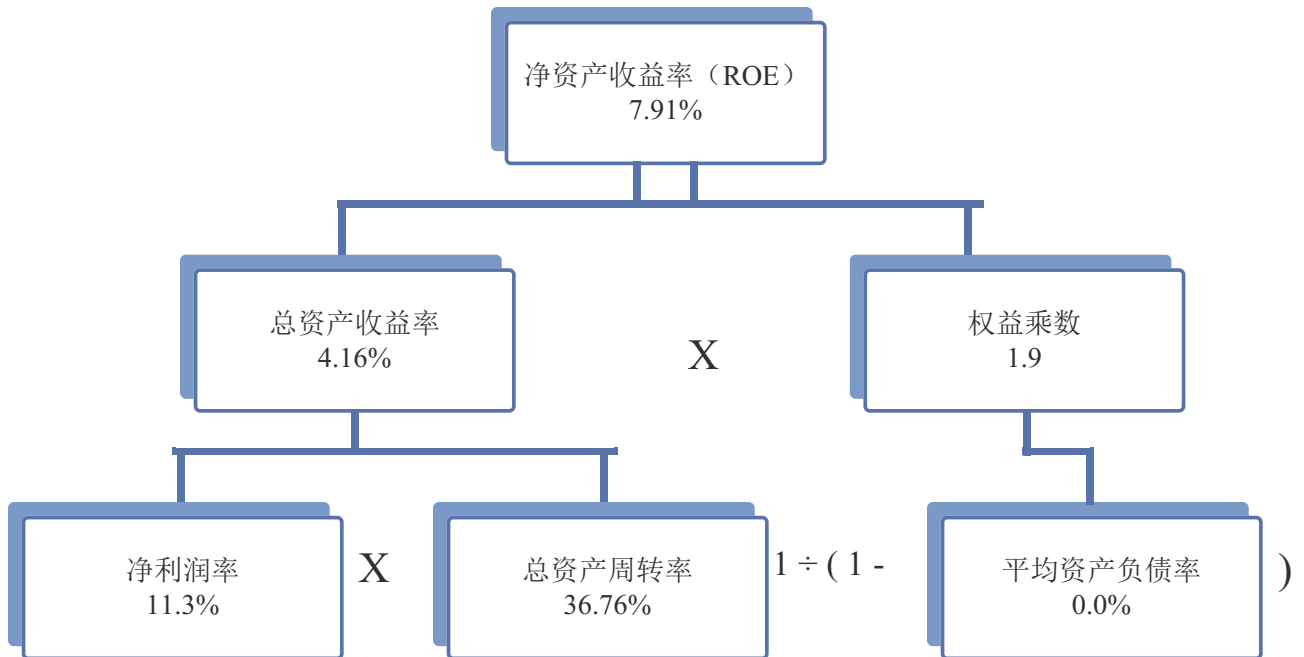 净资产收益率（ROE）
7.91%
总资产收益率
4.16%
X
权益乘数
1.9
净利润率
11.3%
X
总资产周转率
36.76%
1 ÷ ( 1 -
平均资产负债率
0.0%
)